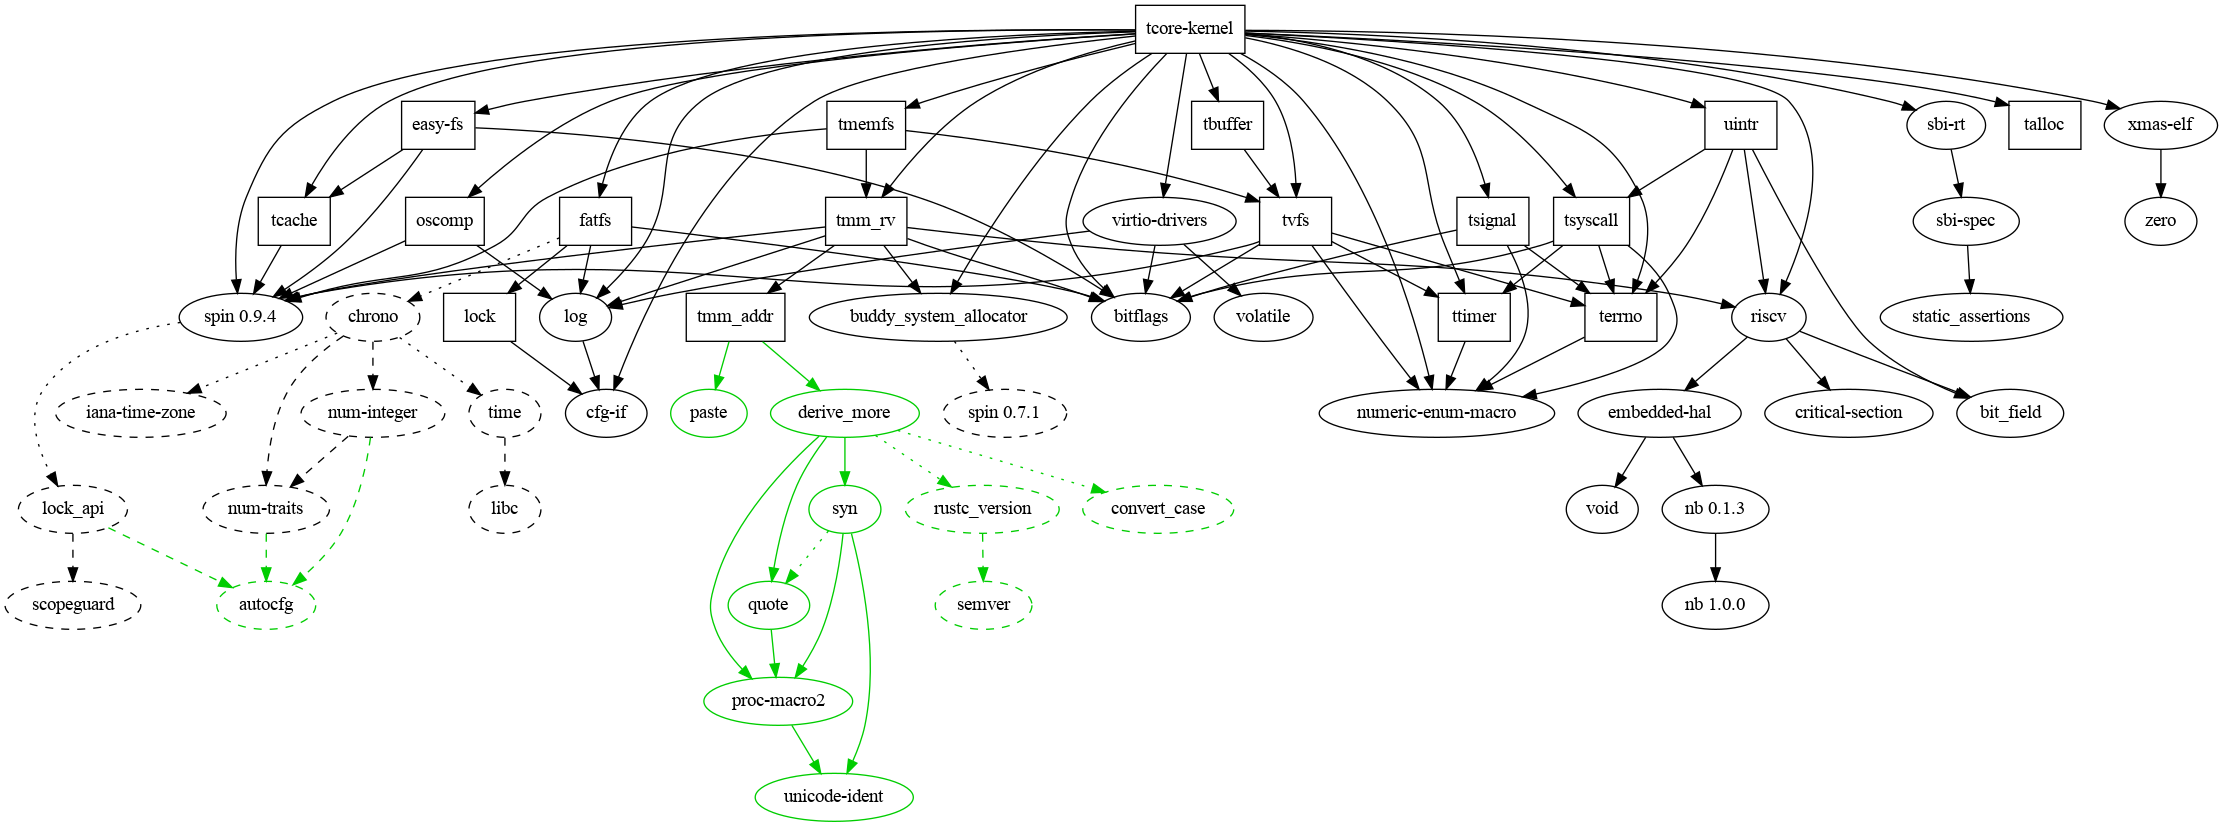 tcore-kernel
easy-fs
tmemfs
tbuffer
uintr
sbi-rt
talloc
xmas-elf
tcache
oscomp
fatfs
tmm_rv
virtio-drivers
tvfs
tsignal
tsyscall
sbi-spec
zero
spin 0.9.4
chrono
lock
log
tmm_addr
buddy_system_allocator
bitflags
volatile
ttimer
terrno
riscv
static_assertions
iana-time-zone
num-integer
time
cfg-if
paste
derive_more
spin 0.7.1
numeric-enum-macro
embedded-hal
critical-section
bit_field
lock_api
num-traits
libc
syn
rustc_version
convert_case
void
nb 0.1.3
scopeguard
autocfg
quote
semver
nb 1.0.0
proc-macro2
unicode-ident